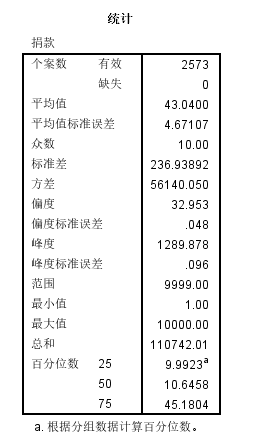 统计
捐款
个案数 有效 2573
缺失 0
平均值 43.0400
平均值标准误差 4.67107
众数 10.00
标准差 236.93892
方差 56140.050
偏度 32.953
偏度标准误差 .048
峰度 1289.878
峰度标准误差 .096
范围 9999.00
最小值 1.00
最大值 10000.00
总和 110742.01
百分位数 25 9.9923a
50 10.6458
75 45.1804
a. 根据分组数据计算百分位数。